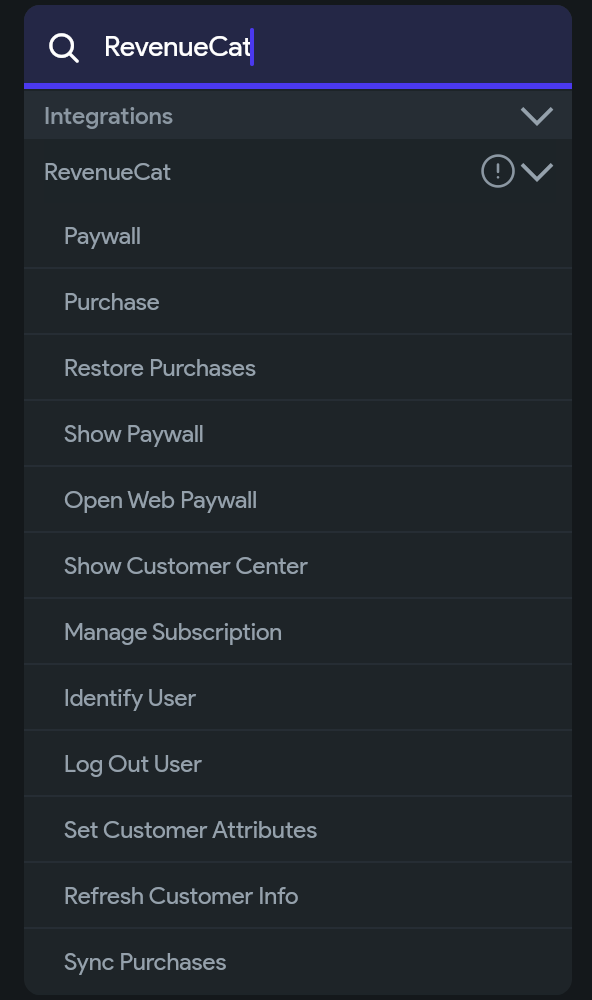 RevenueCat
Integrations
RevenueCat
Paywall
Purchase
Restore Purchases
Show Paywall
Open Web Paywall
Show Customer Center
Manage Subscription
Identify User
Log Out User
Set Customer Attributes
Refresh Customer Info
Sync Purchases